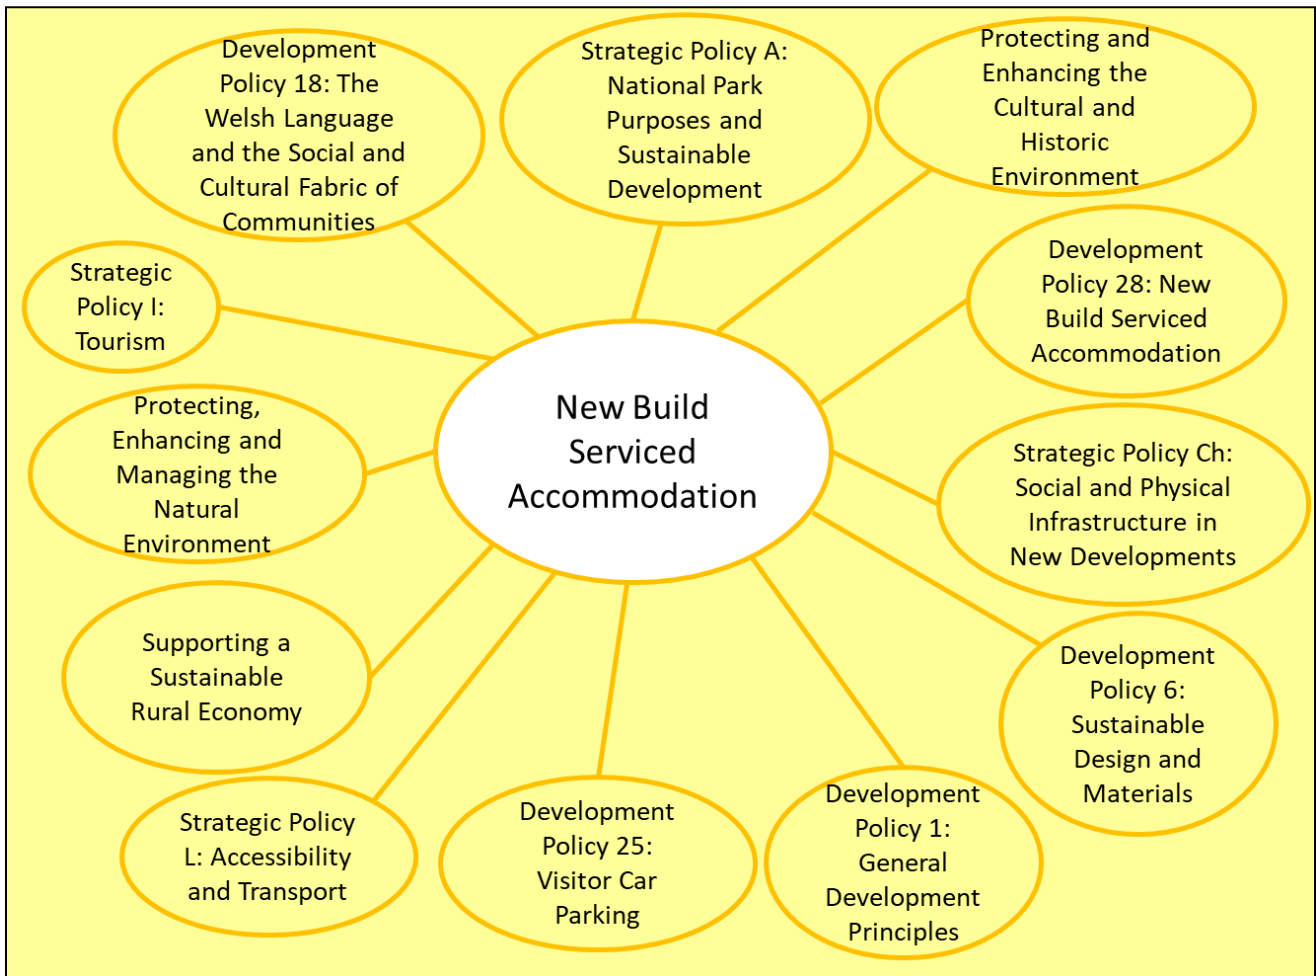 Development
Policy 18: The
Welsh Language
and the Social and
Cultural Fabric of
Communities
Strategic Policy A:
National Park
Purposes and
Sustainable
Development
Protecting and
Enhancing the
Cultural and
Historic
Environment
Strategic
Policy I:
Tourism
Development
Policy 28: New
Build Serviced
Accommodation
New Build
Serviced
Accommodation
Protecting,
Enhancing and
Managing the
Natural
Environment
Strategic Policy Ch:
Social and Physical
Infrastructure in
New Developments
Supporting a
Sustainable
Rural Economy
Development
Policy 6:
Sustainable
Design and
Materials
Strategic Policy
L: Accessibility
and Transport
Development
Policy 25:
Visitor Car
Parking
Development
Policy 1:
General
Development
Principles